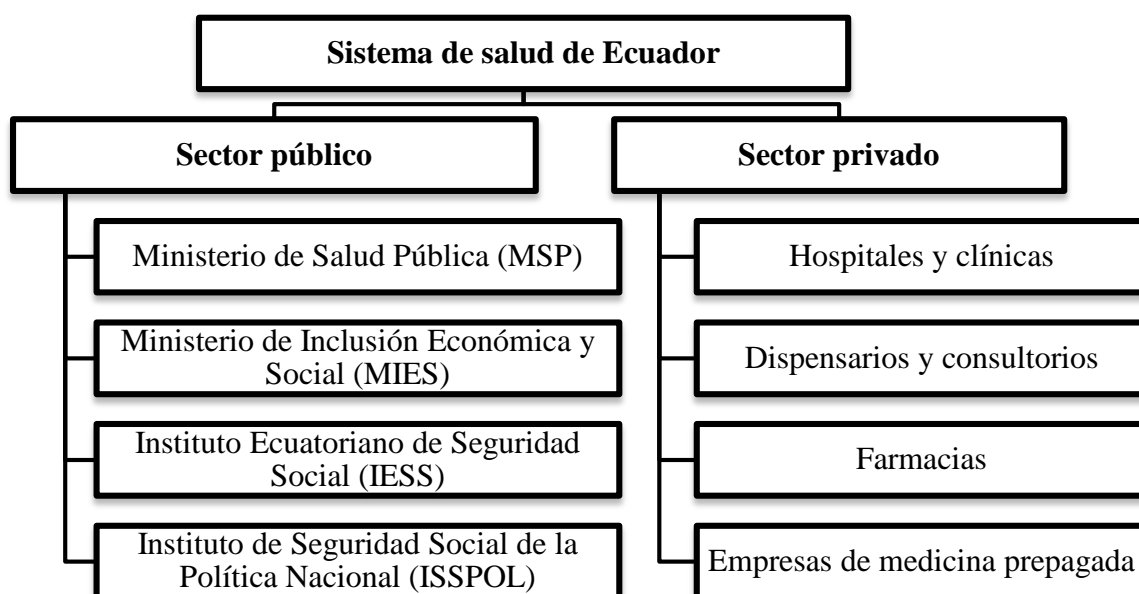 Sistema de salud de Ecuador
Sector público
Ministerio de Salud Pública (MSP)
Ministerio de Inclusión Económica y
Social (MIES)
Instituto Ecuatoriano de Seguridad
Social (IESS)
Instituto de Seguridad Social de la
Política Nacional (ISSPOL)
Sector privado
Hospitales y clínicas
Dispensarios y consultorios
Farmacias
Empresas de medicina prepagada